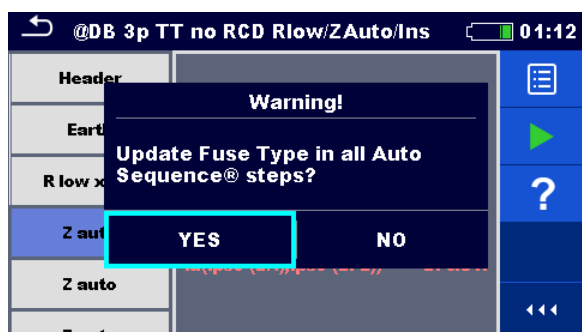 @DB 3p TT no RCD Rlow/ZAuto/Ins
01:12
Header
Warning!
Update Fuse Type in all Auto
Sequence® steps?
R low
YES
NO
Z auto
?